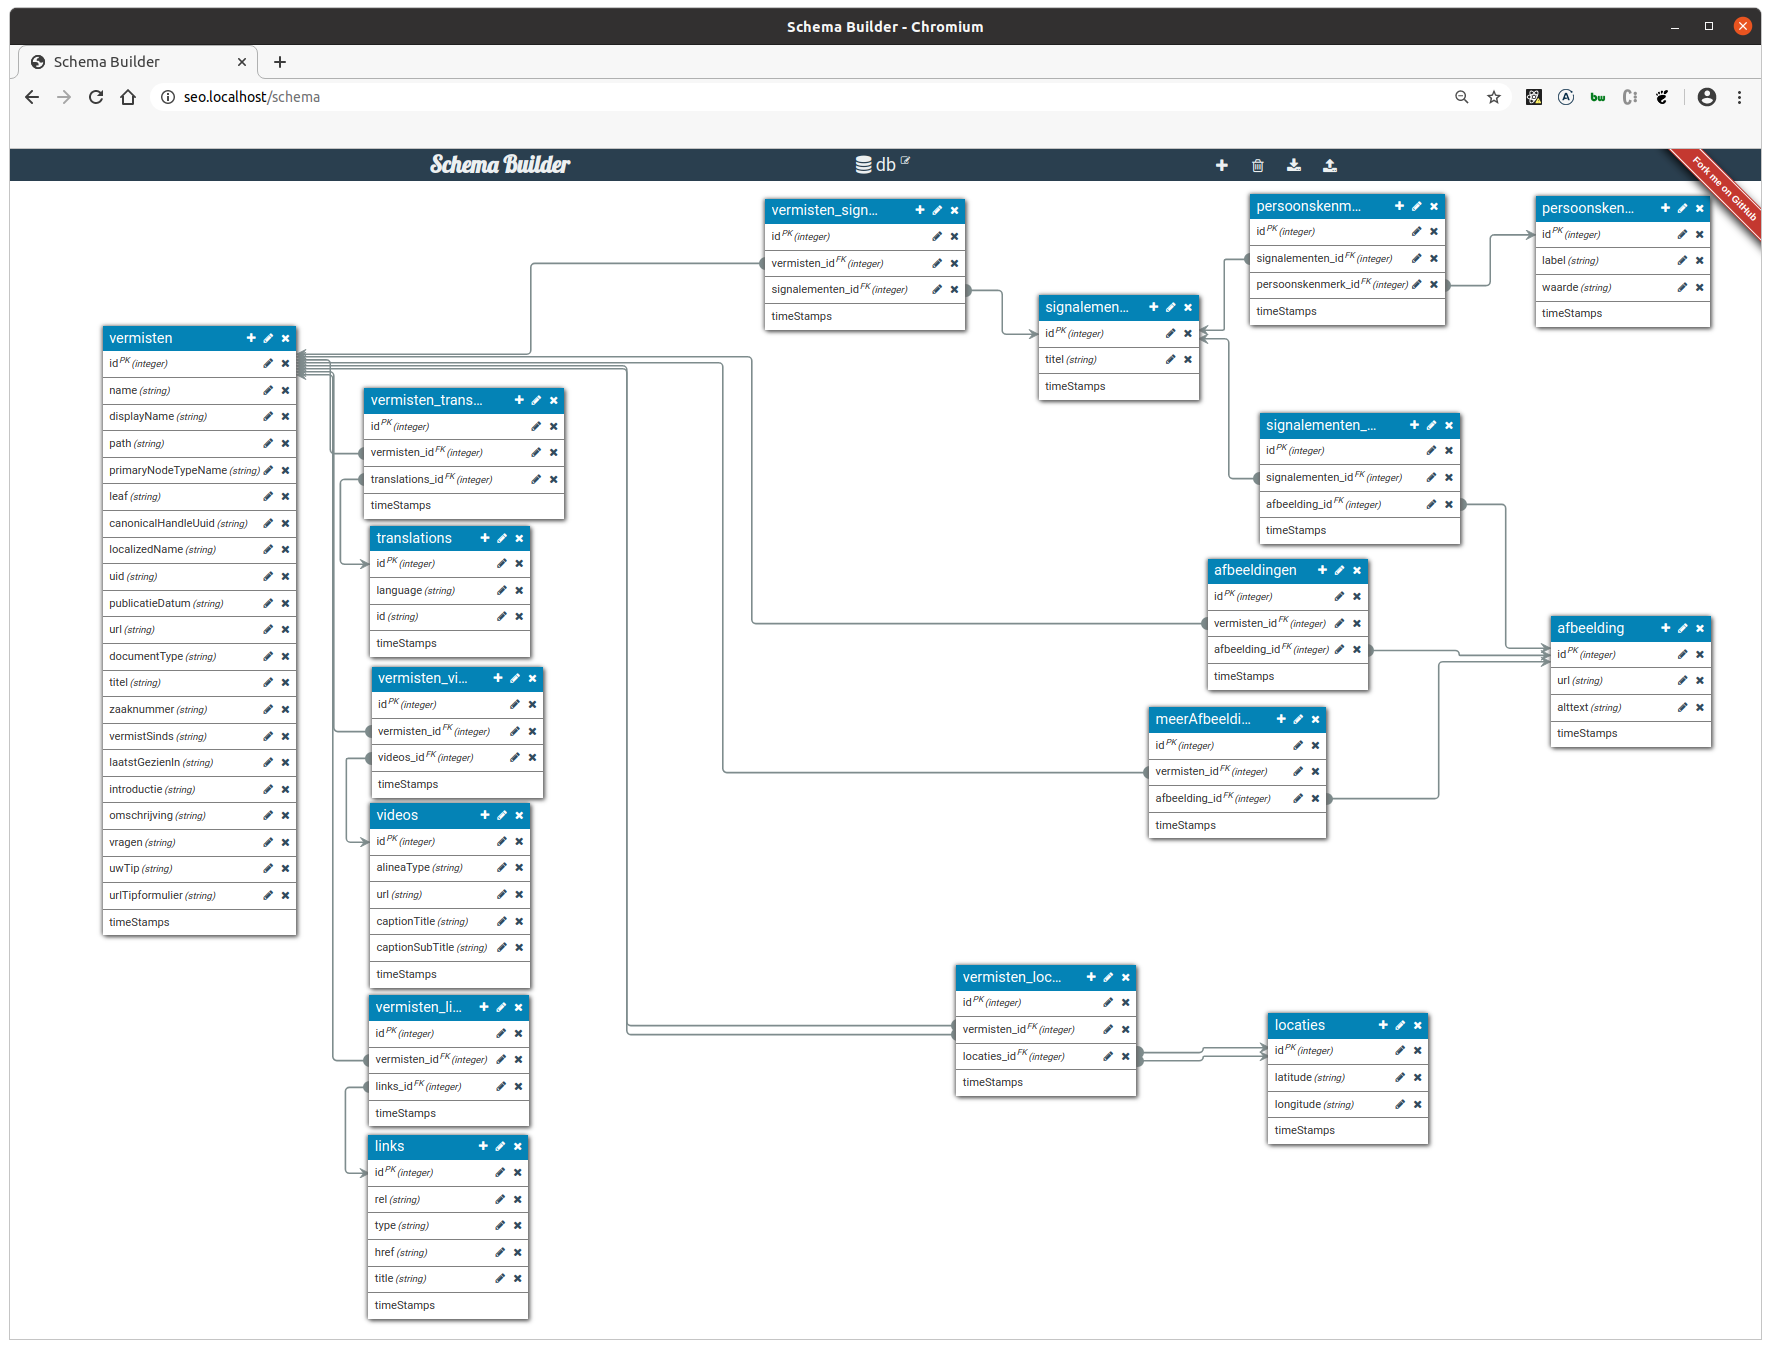 Schema Builder - Chromium
Schema Builder
seo.localhost/schema
Schema Builder
db
Fork me on GitHub
vermisten
id PK (integer)
name (string)
displayName (string)
path (string)
primaryNodeTypeName (string)
leaf (string)
canonicalHandleUuid (string)
localizedName (string)
uid (string)
publicatieDatum (string)
url (string)
documentType (string)
titel (string)
zaaknummer (string)
vermistSinds (string)
laatstGezienIn (string)
introductie (string)
omschrijving (string)
vragen (string)
uwTip (string)
urlTipformulier (string)
timeStamps
vermisten_trans...
id PK (integer)
vermisten_id FK (integer)
translations_id FK (integer)
timeStamps
translations
id PK (integer)
language (string)
id (string)
timeStamps
vermisten_vi...
id PK (integer)
vermisten_id FK (integer)
videos_id FK (integer)
timeStamps
videos
id PK (integer)
alineaType (string)
url (string)
captionTitle (string)
captionSubTitle (string)
timeStamps
vermisten_li...
id PK (integer)
vermisten_id FK (integer)
links_id FK (integer)
timeStamps
links
id PK (integer)
rel (string)
type (string)
href (string)
title (string)
timeStamps
vermisten_sign...
id PK (integer)
vermisten_id FK (integer)
signalementen_id FK (integer)
timeStamps
signalemen...
id PK (integer)
titel (string)
timeStamps
persoonskenm...
id PK (integer)
signalementen_id FK (integer)
persoonskenmerk_id FK (integer)
timeStamps
persoonsken...
id PK (integer)
label (string)
waarde (string)
timeStamps
signalementen_...
id PK (integer)
signalementen_id FK (integer)
afbeelding_id FK (integer)
timeStamps
afbeeldingen
id PK (integer)
vermisten_id FK (integer)
afbeelding_id FK (integer)
timeStamps
afbeelding
id PK (integer)
url (string)
alttext (string)
timeStamps
meerAfbeeldi...
id PK (integer)
vermisten_id FK (integer)
afbeelding_id FK (integer)
timeStamps
vermisten_loc...
id PK (integer)
vermisten_id FK (integer)
locaties_id FK (integer)
timeStamps
locaties
id PK (integer)
latitude (string)
longitude (string)
timeStamps